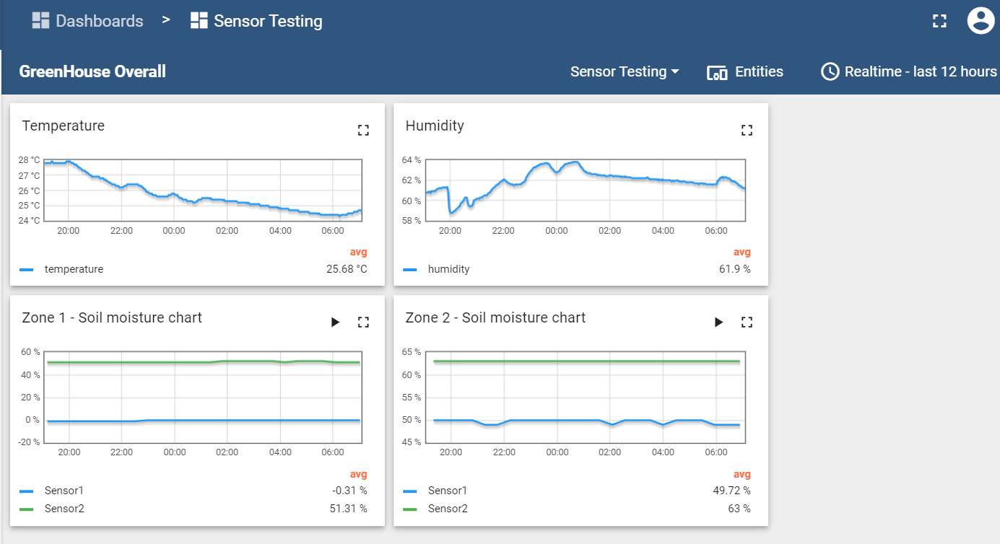 Dashboards > Sensor Testing
GreenHouse Overall Sensor Testing Entities Realtime - last 12 hours
Temperature
28 °C
27 °C
26 °C
25 °C
24 °C
20:00 22:00 00:00 02:00 04:00 06:00
avg
temperature 25.68 °C
Humidity
64 %
62 %
60 %
58 %
20:00 22:00 00:00 02:00 04:00 06:00
avg
humidity 61.9 %
Zone 1 - Soil moisture chart
60 %
40 %
20 %
0 %
-20 %
20:00 22:00 00:00 02:00 04:00 06:00
avg
Sensor1 -0.31 %
Sensor2 51.31 %
Zone 2 - Soil moisture chart
65 %
60 %
55 %
50 %
45 %
20:00 22:00 00:00 02:00 04:00 06:00
avg
Sensor1 49.72 %
Sensor2 63 %